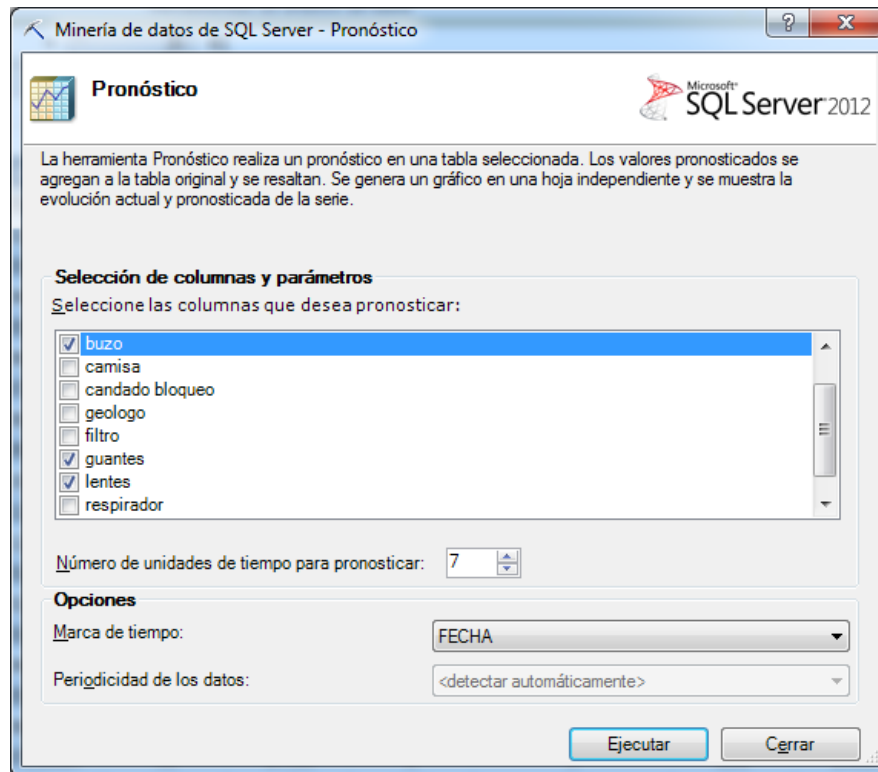 Minería de datos de SQL Server - Pronóstico
Pronóstico
Microsoft®
SQL Server® 2012
La herramienta Pronóstico realiza un pronóstico en una tabla seleccionada. Los valores pronosticados se
agregan a la tabla original y se resaltan. Se genera un gráfico en una hoja independiente y se muestra la
evolución actual y pronosticada de la serie.
Selección de columnas y parámetros
Seleccione las columnas que desea pronosticar:
buzo
camisa
candado bloqueo
geologo
filtro
guantes
lentes
respirador
Número de unidades de tiempo para pronosticar: 7
Opciones
Marca de tiempo: FECHA
Periodicidad de los datos: <detectar automáticamente>
Ejecutar Cerrar